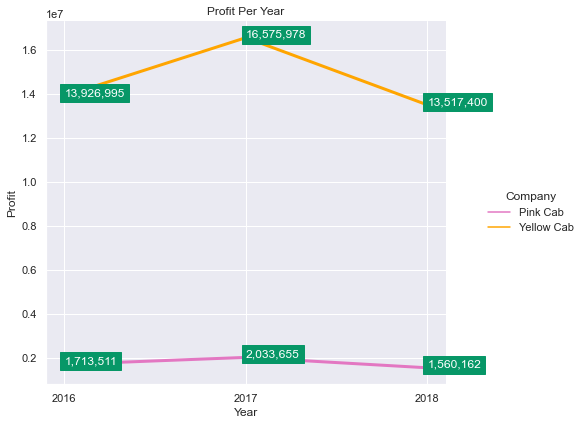 Profit Per Year
1e7
1.6
1.4
1.2
1.0
0.8
0.6
0.4
0.2
Profit
16,575,978
13,926,995
13,517,400
2,033,655
1,713,511
1,560,162
2016
2017
2018
Year
Company
Pink Cab
Yellow Cab